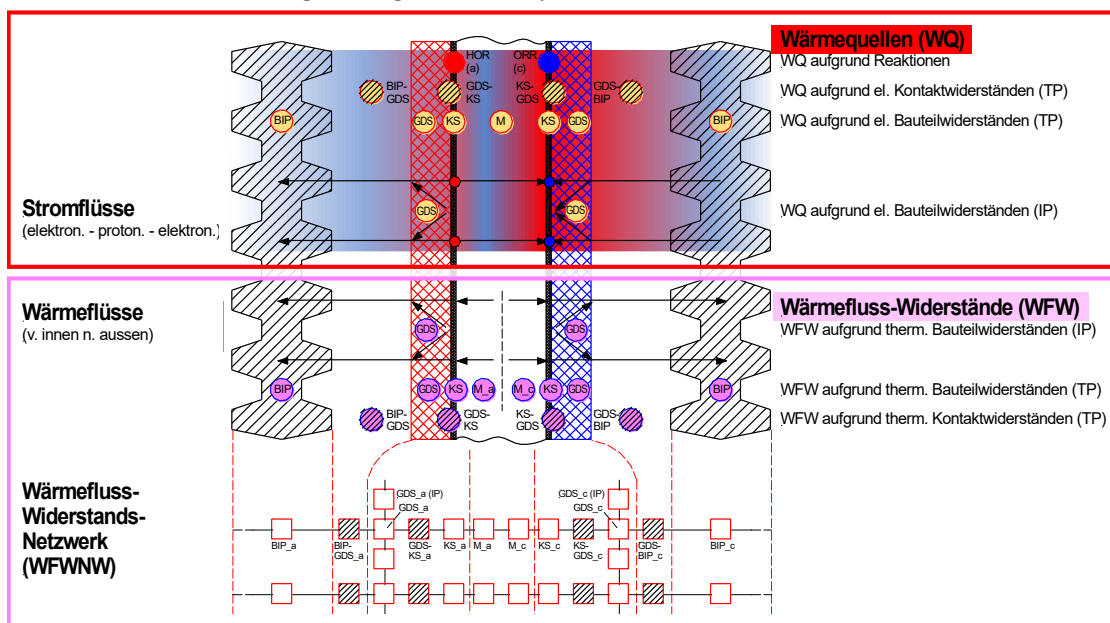 Wärmequellen (WQ)
HOR
(a)
ORR
(c)
WQ aufgrund Reaktionen
BIP-
GDS
GDS-
KS
KS-
GDS
GDS-
BIP
WQ aufgrund el. Kontaktwiderständen (TP)
BIP
GDS
KS
M
KS
GDS
BIP
WQ aufgrund el. Bauteilwiderständen (TP)
Stromflüsse
(elektron. - proton. - elektron.)
GDS
GDS
WQ aufgrund el. Bauteilwiderständen (IP)
Wärmeflüsse
(v. innen n. aussen)
Wärmefluss-Widerstände (WFW)
GDS
GDS
WFW aufgrund therm. Bauteilwiderständen (IP)
BIP
GDS
KS
M_a
M_c
KS
GDS
BIP
WFW aufgrund therm. Bauteilwiderständen (TP)
BIP-
GDS
GDS-
KS
KS-
GDS
GDS-
BIP
WFW aufgrund therm. Kontaktwiderständen (TP)
Wärmefluss-
Widerstands-
Netzwerk
(WFWNW)
GDS_a (IP)
GDS_a
GDS_c (IP)
GDS_c
BIP_a
BIP-
GDS_a
GDS-
KS_a
KS_a
M_a
M_c
KS_c
KS-
GDS_c
GDS-
BIP_c
BIP_c